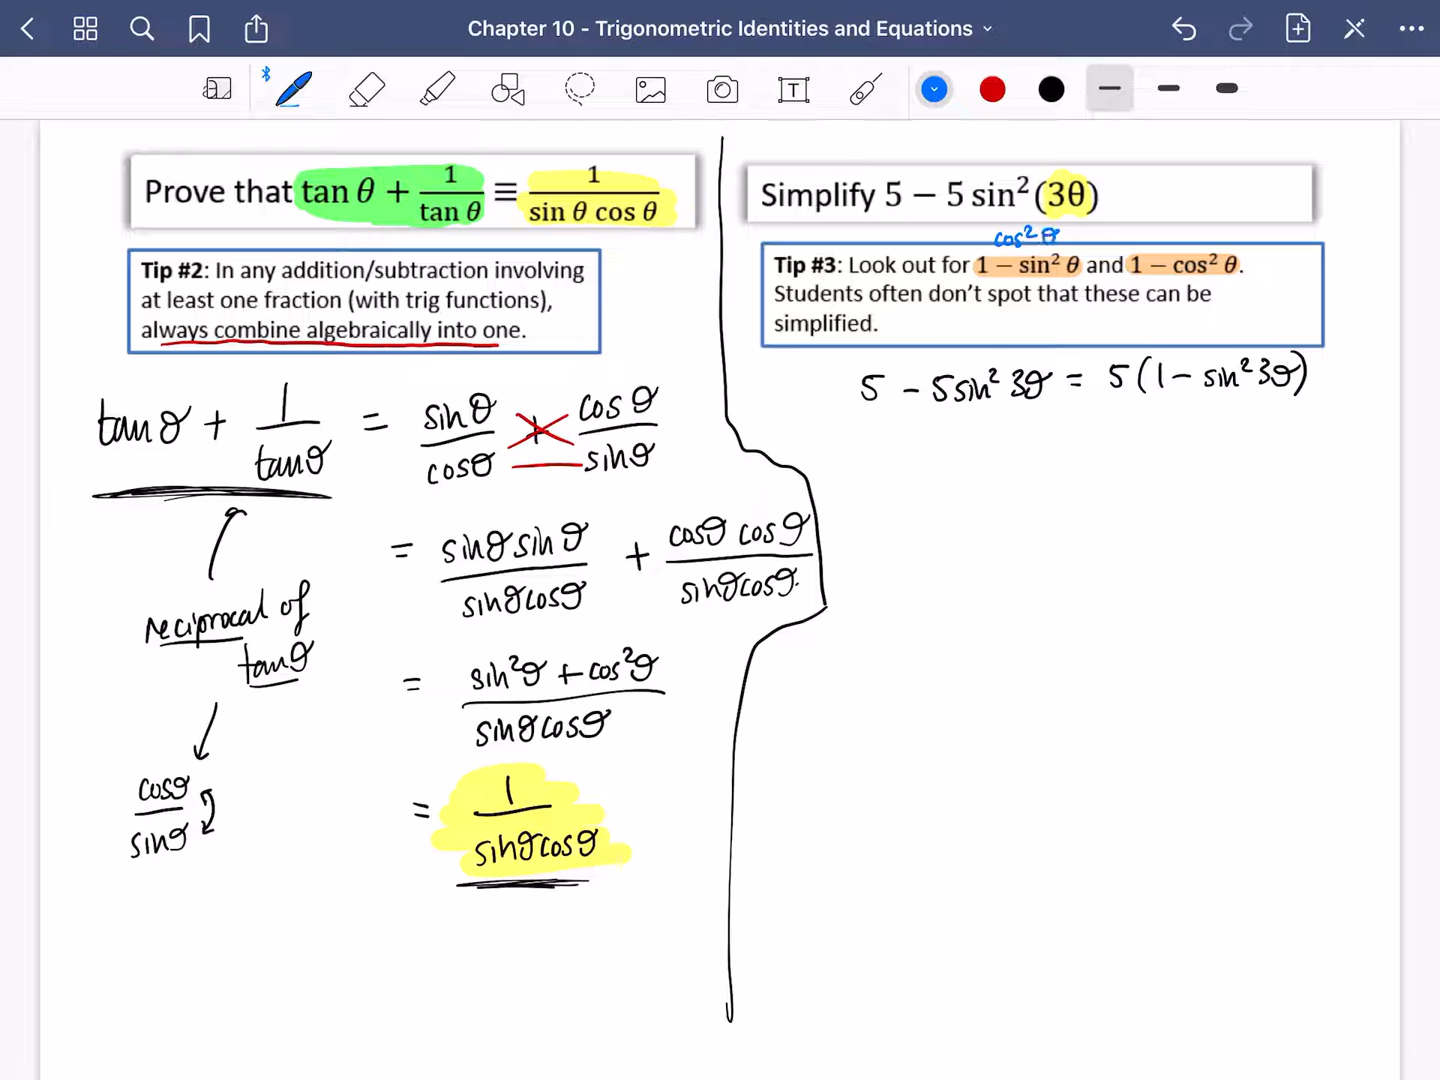 Chapter 10 - Trigonometric Identities and Equations
Prove that tan θ + 1/tan θ ≡ 1/(sin θ cos θ)
Tip #2: In any addition/subtraction involving
at least one fraction (with trig functions),
always combine algebraically into one.
tanθ + 1/tanθ = sinθ/cosθ + cosθ/sinθ
= sinθ sinθ/sinθcosθ + cosθ cosθ/sinθcosθ
reciprocal of
tanθ
= sin²θ + cos²θ/sinθcosθ
cosθ/sinθ
= 1/sinθcosθ
Simplify 5 − 5 sin²(3θ)
cos²θ
Tip #3: Look out for 1 − sin² θ and 1 − cos² θ.
Students often don't spot that these can be
simplified.
5 − 5sin² 3θ = 5(1 − sin² 3θ)